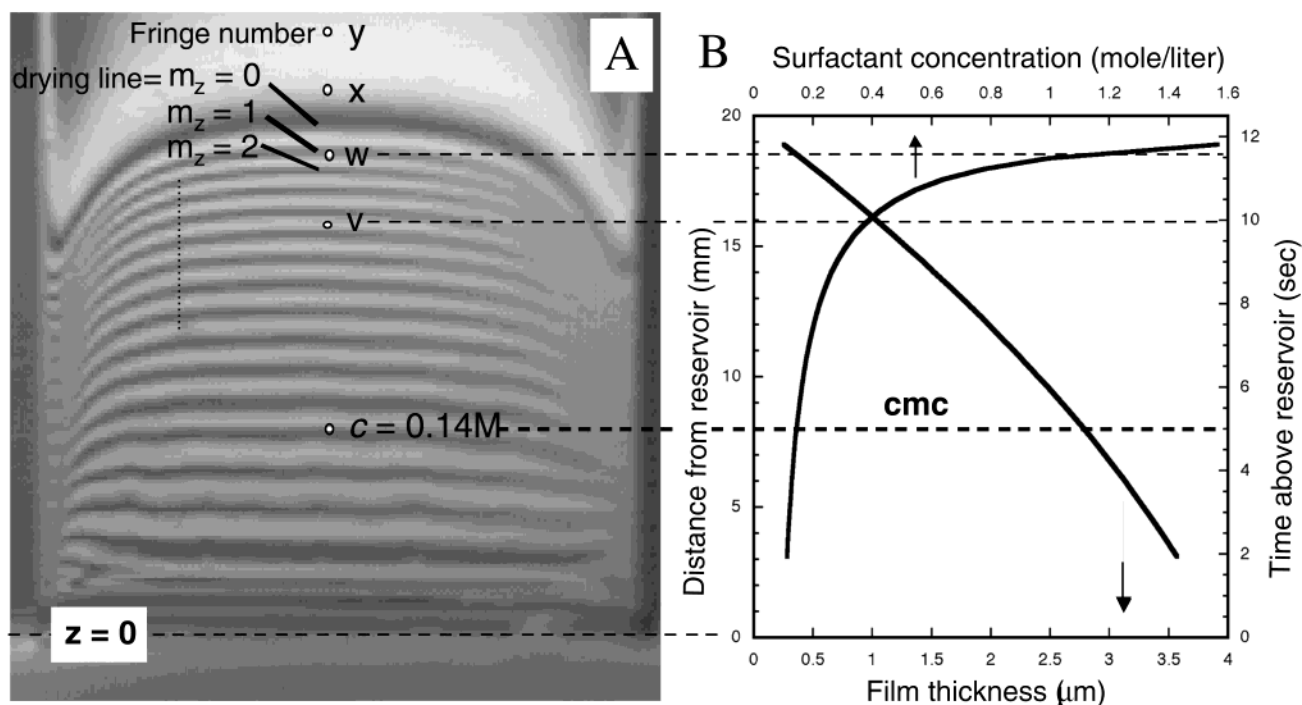 Fringe number
y
A
drying line= m_z = 0
x
m_z = 1
m_z = 2
w
v
c = 0.14M
z = 0
B
Surfactant concentration (mole/liter)
0 0.2 0.4 0.6 0.8 1 1.2 1.4 1.6
20
15
10
5
0
Distance from reservoir (mm)
cmc
12
10
8
6
4
2
0
Time above reservoir (sec)
0 0.5 1 1.5 2 2.5 3 3.5 4
Film thickness (μm)